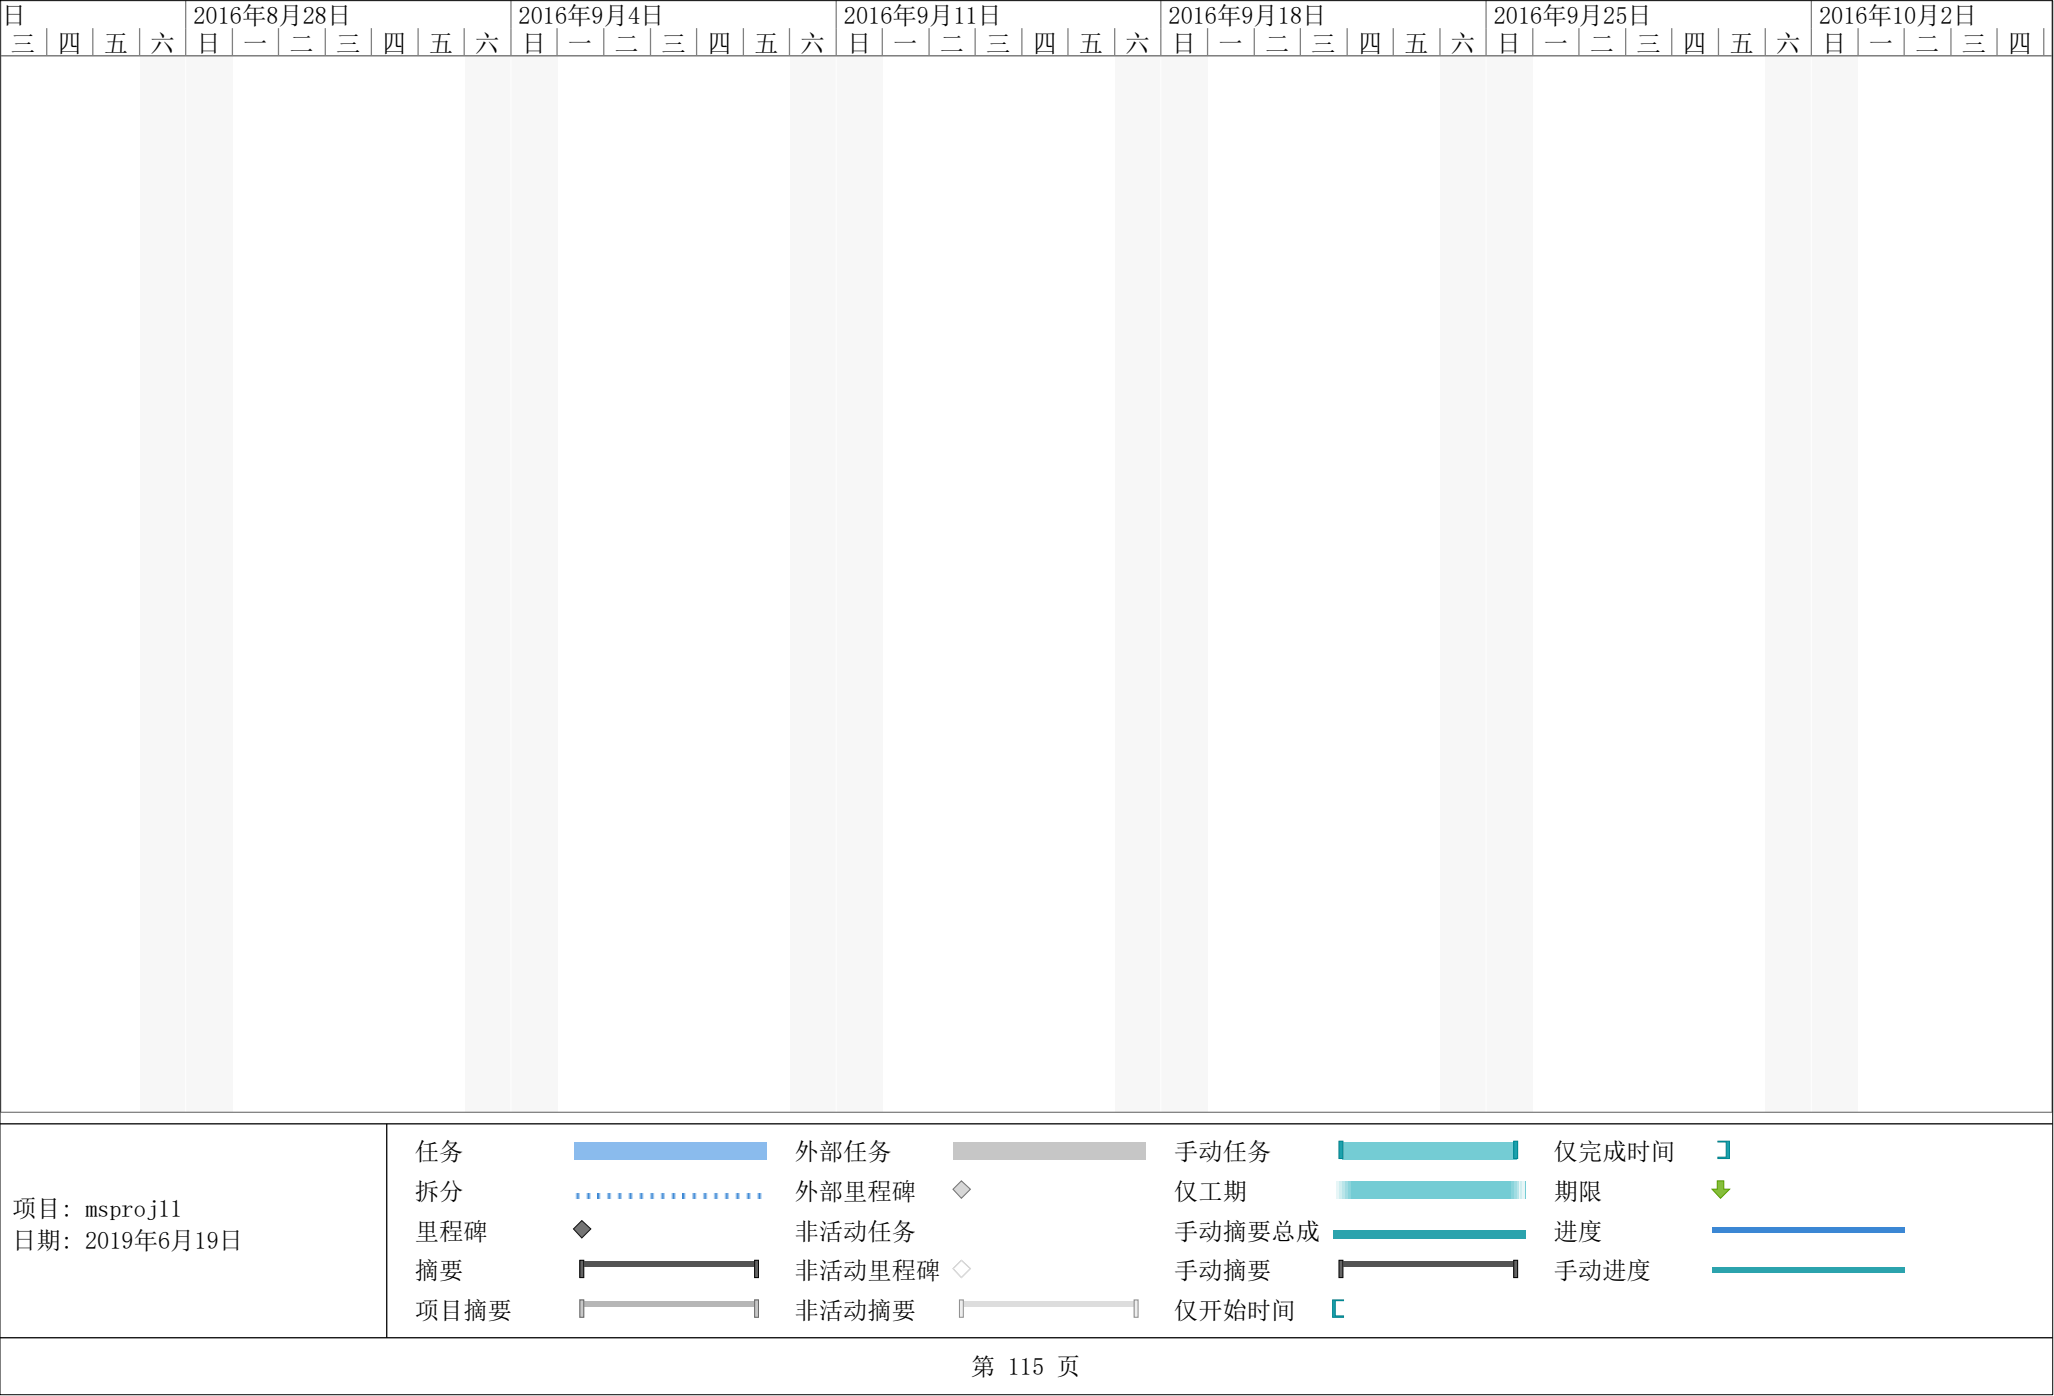 日 2016年8月28日 2016年9月4日 2016年9月11日 2016年9月18日 2016年9月25日 2016年10月2日
三 四 五 六 日 一 二 三 四 五 六 日 一 二 三 四 五 六 日 一 二 三 四 五 六 日 一 二 三 四 五 六 日 一 二 三 四 五 六 日 一 二 三 四
项目: msproj11
日期: 2019年6月19日
任务
拆分
里程碑
摘要
项目摘要
外部任务
外部里程碑
非活动任务
非活动里程碑
非活动摘要
手动任务
仅工期
手动摘要总成
手动摘要
仅开始时间
仅完成时间
期限
进度
手动进度
第 115 页